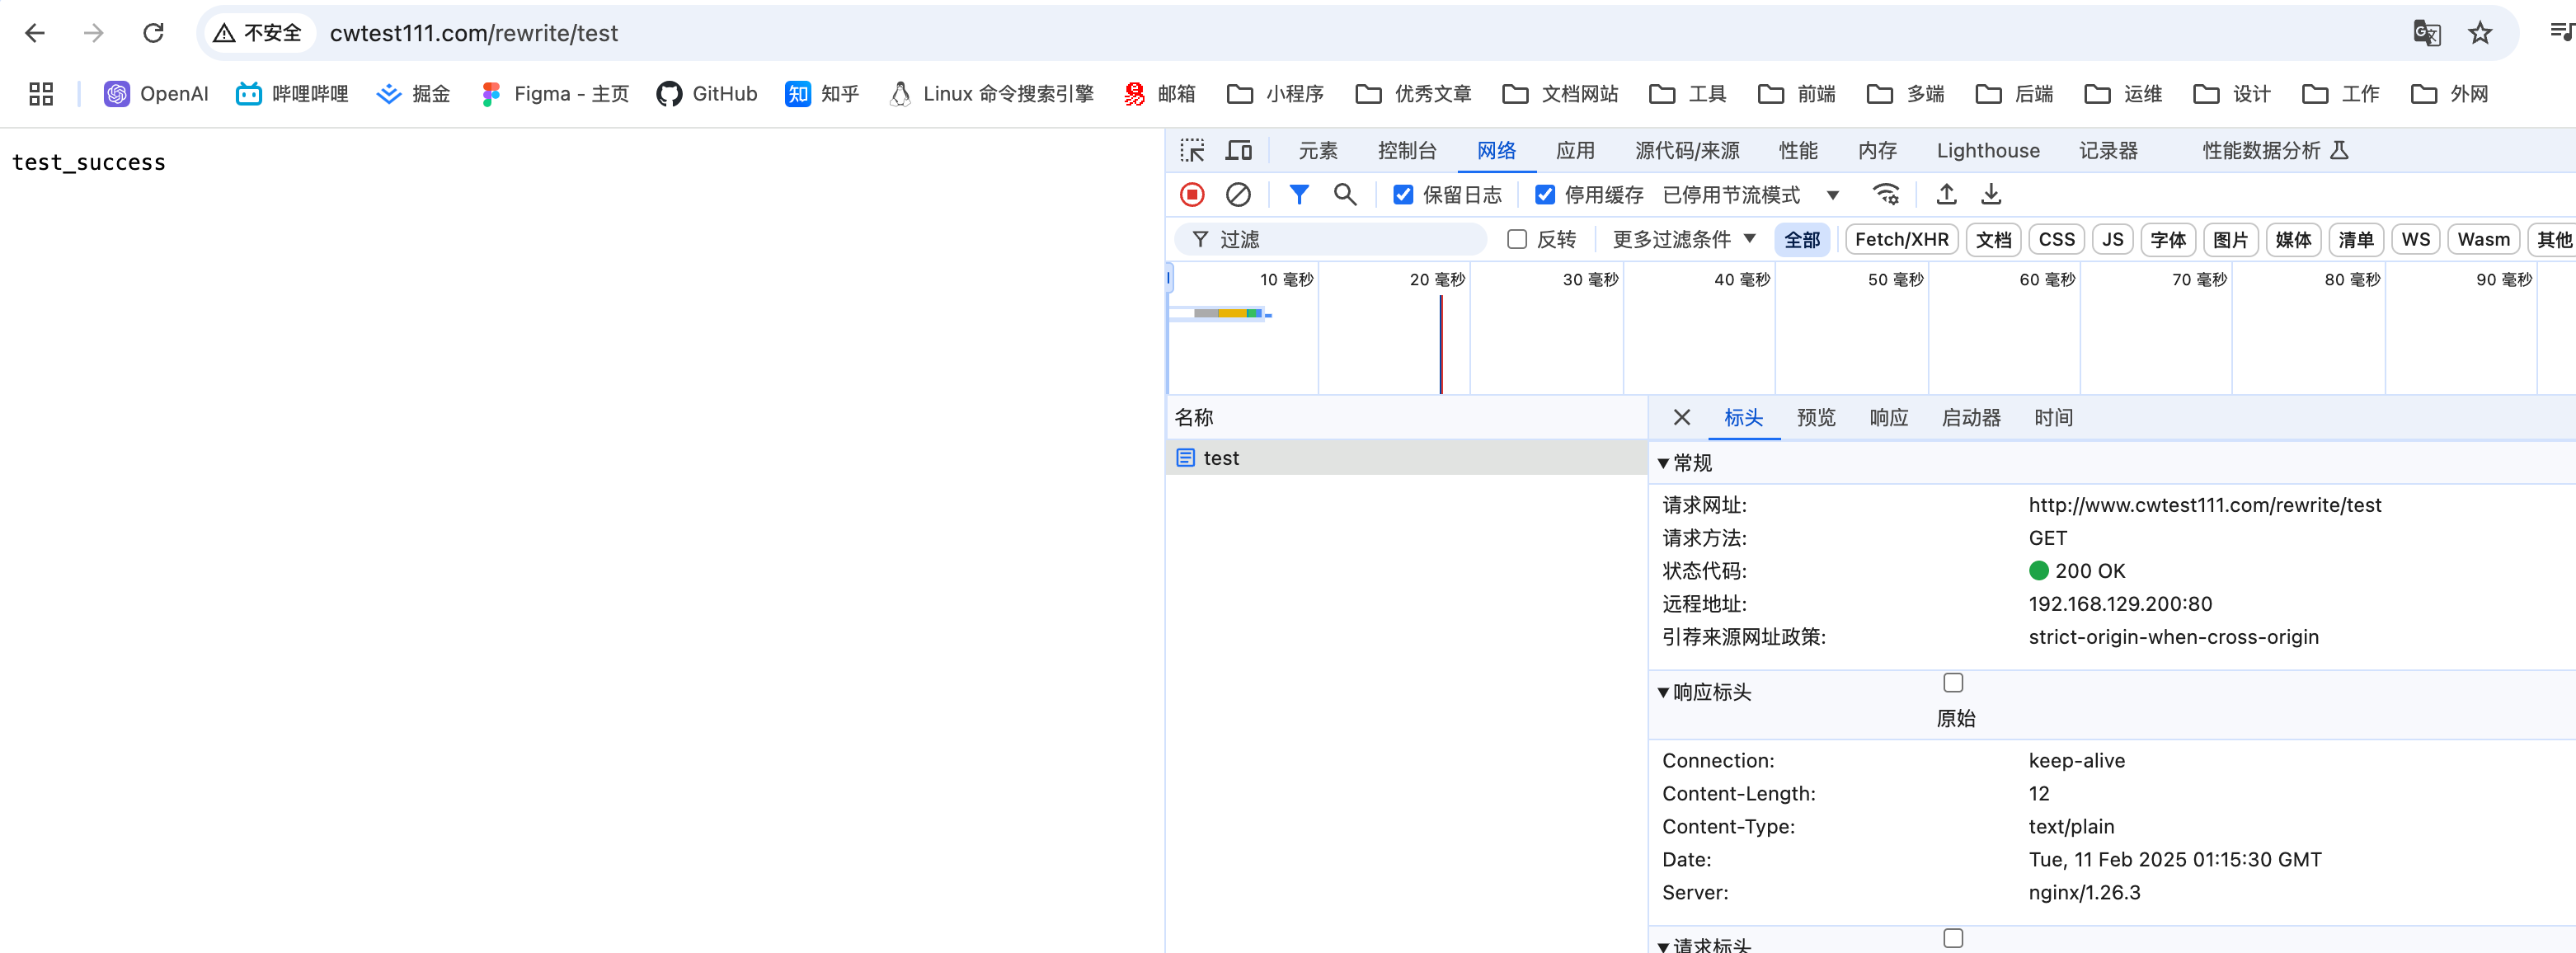 不安全 cwtest111.com/rewrite/test
OpenAI 哔哩哔哩 掘金 Figma - 主页 GitHub 知 知乎 Linux 命令搜索引擎 邮箱 小程序 优秀文章 文档网站 工具 前端 多端 后端 运维 设计 工作 外网
test_success
元素 控制台 网络 应用 源代码/来源 性能 内存 Lighthouse 记录器 性能数据分析
保留日志 停用缓存 已停用节流模式
过滤 反转 更多过滤条件 全部 Fetch/XHR 文档 CSS JS 字体 图片 媒体 清单 WS Wasm 其他
10 毫秒 20 毫秒 30 毫秒 40 毫秒 50 毫秒 60 毫秒 70 毫秒 80 毫秒 90 毫秒
名称
test
标头 预览 响应 启动器 时间
常规
请求网址: http://www.cwtest111.com/rewrite/test
请求方法: GET
状态代码: 200 OK
远程地址: 192.168.129.200:80
引荐来源网址政策: strict-origin-when-cross-origin
响应标头
原始
Connection: keep-alive
Content-Length: 12
Content-Type: text/plain
Date: Tue, 11 Feb 2025 01:15:30 GMT
Server: nginx/1.26.3
请求标头